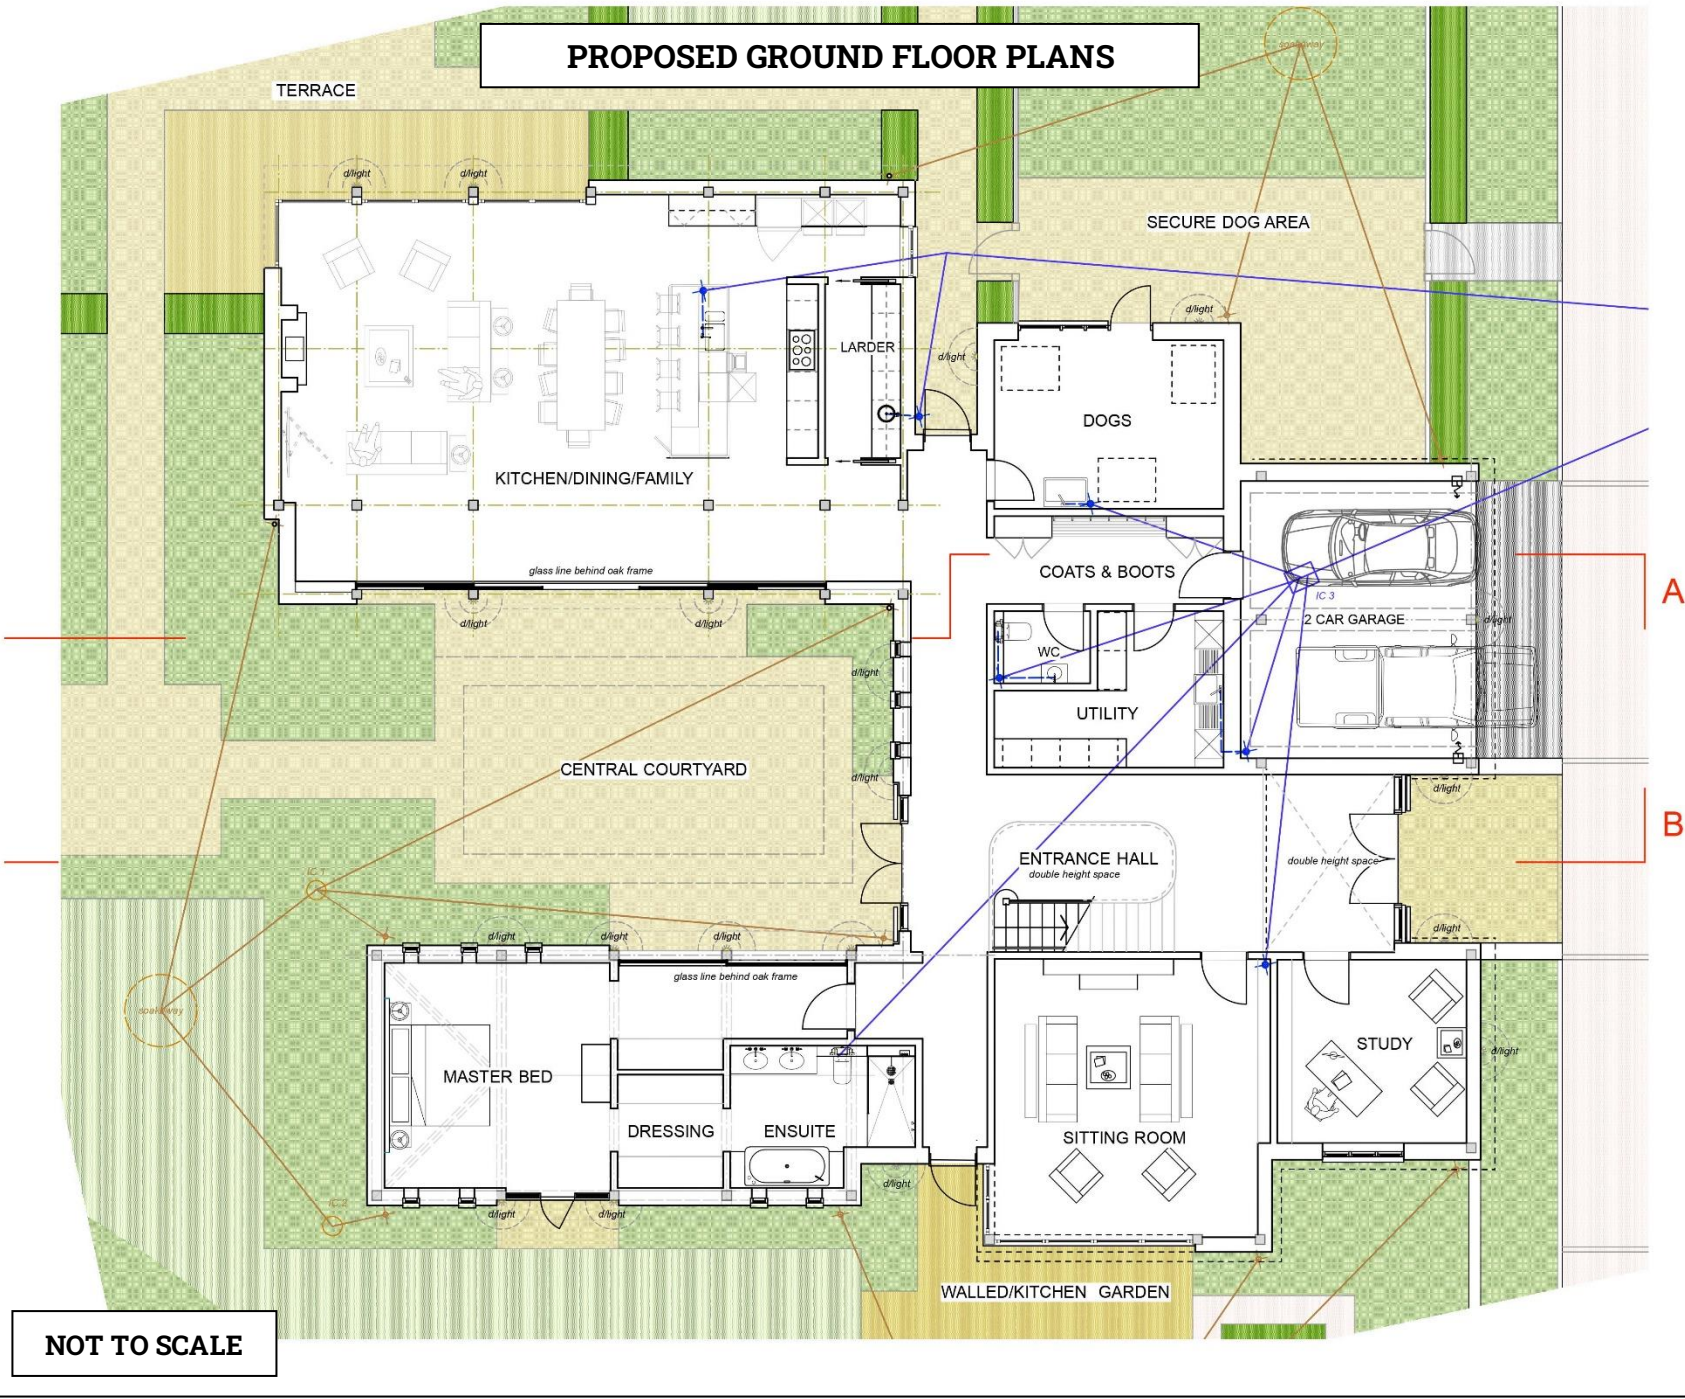 PROPOSED GROUND FLOOR PLANS
soakaway
TERRACE
d/light
d/light
SECURE DOG AREA
d/light
LARDER
d/light
DOGS
KITCHEN/DINING/FAMILY
glass line behind oak frame
COATS & BOOTS
A
IC 3
2 CAR GARAGE
d/light
d/light
d/light
WC
d/light
UTILITY
CENTRAL COURTYARD
d/light
d/light
B
ENTRANCE HALL
double height space
double height space
d/light
d/light
d/light
d/light
glass line behind oak frame
soakaway
STUDY
d/light
MASTER BED
DRESSING
ENSUITE
SITTING ROOM
d/light
d/light
d/light
WALLED/KITCHEN GARDEN
NOT TO SCALE